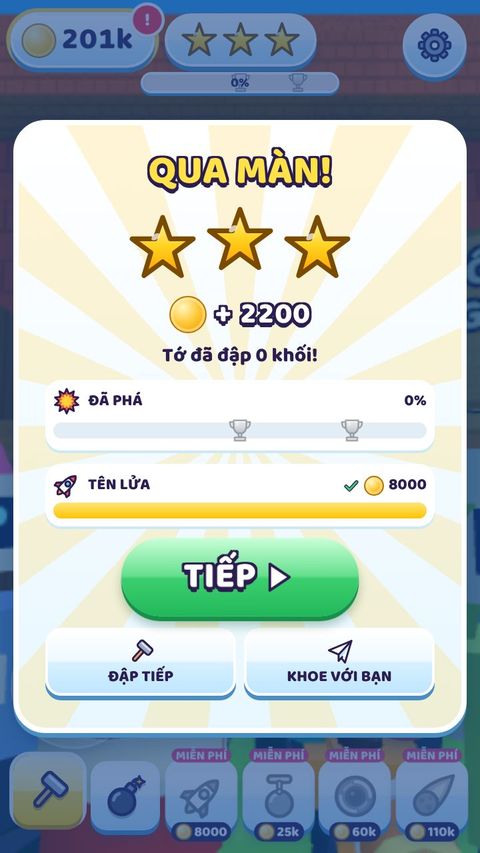 201k
!
0%
QUA MÀN!
+ 2200
Tớ đã đập 0 khối!
ĐÃ PHÁ 0%
TÊN LỬA 8000
TIẾP
ĐẬP TIẾP
KHOE VỚI BẠN
MIỄN PHÍ MIỄN PHÍ MIỄN PHÍ MIỄN PHÍ
8000 25k 60k 110k